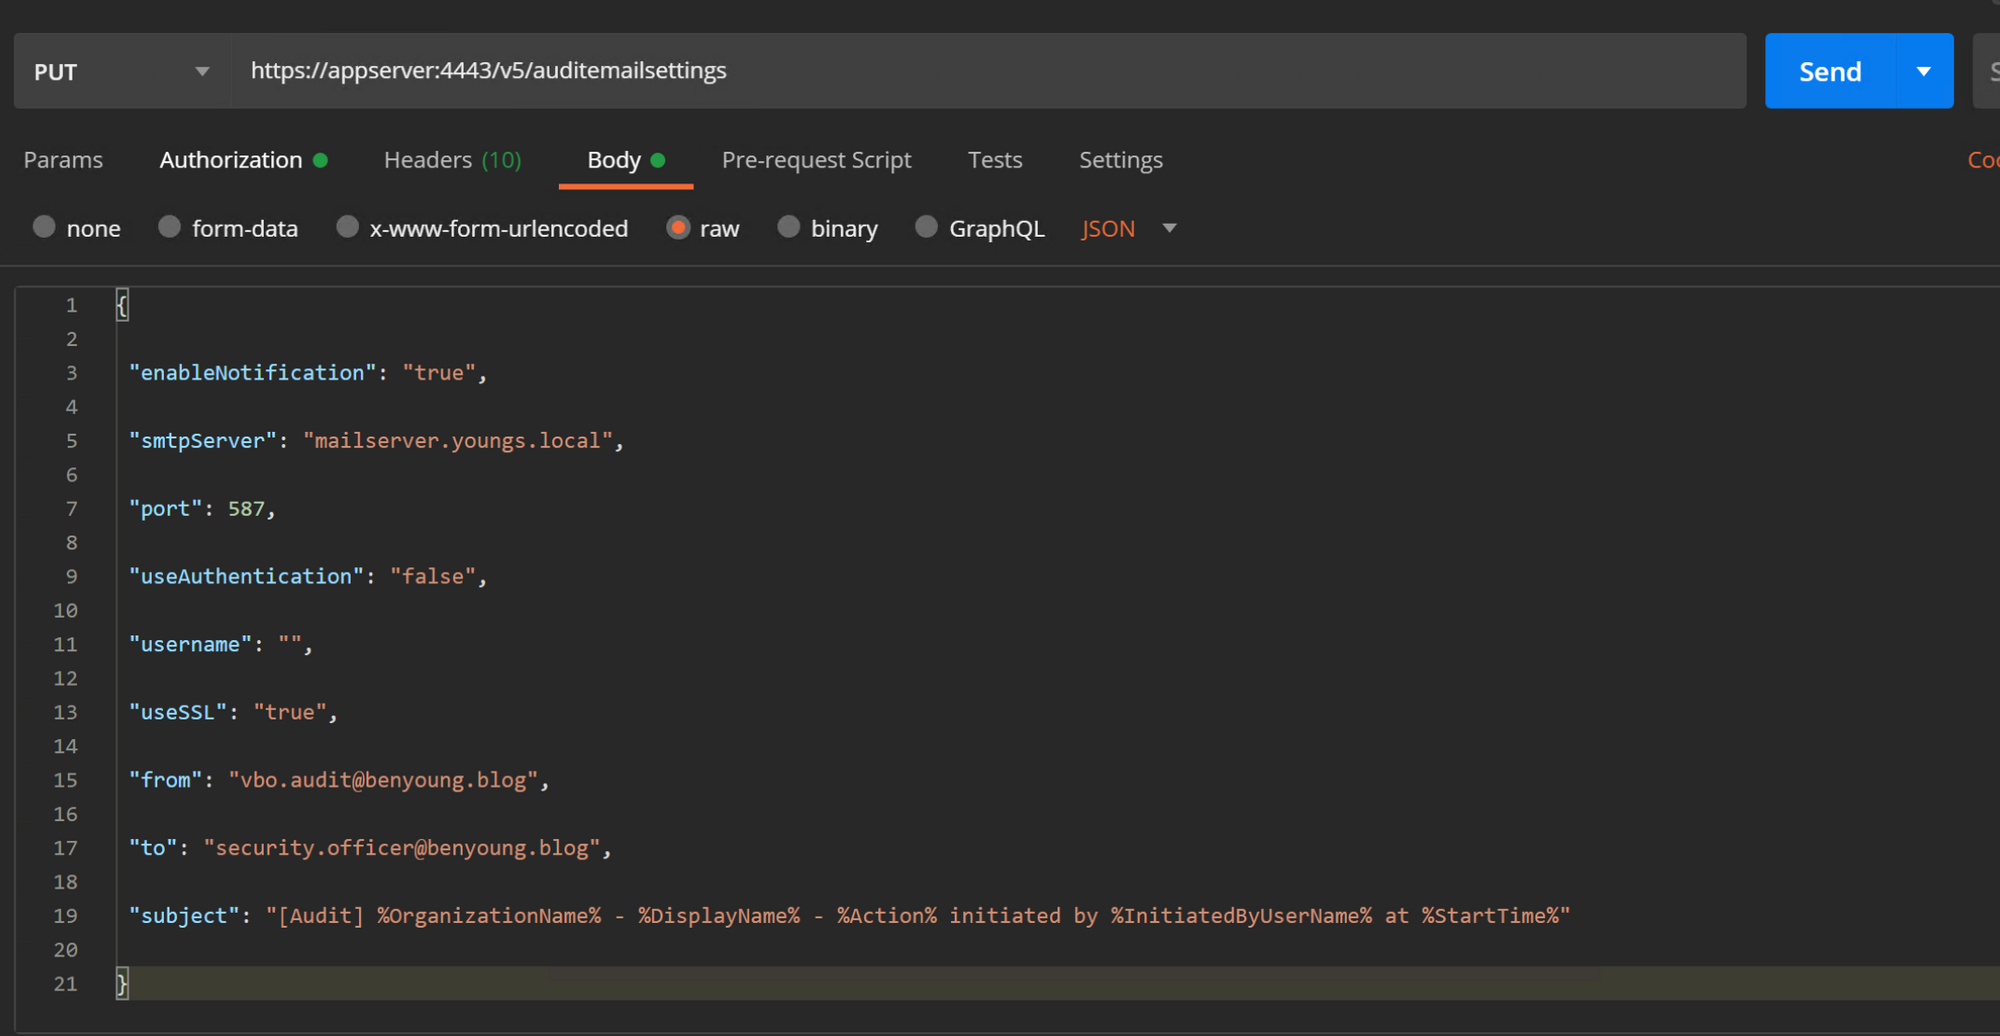 PUT https://appserver:4443/v5/auditemailsettings Send
Params Authorization Headers (10) Body Pre-request Script Tests Settings
none form-data x-www-form-urlencoded raw binary GraphQL JSON
1 {
2
3 "enableNotification": "true",
4
5 "smtpServer": "mailserver.youngs.local",
6
7 "port": 587,
8
9 "useAuthentication": "false",
10
11 "username": "",
12
13 "useSSL": "true",
14
15 "from": "vbo.audit@benyoung.blog",
16
17 "to": "security.officer@benyoung.blog",
18
19 "subject": "[Audit] %OrganizationName% - %DisplayName% - %Action% initiated by %InitiatedByUserName% at %StartTime%"
20
21 }